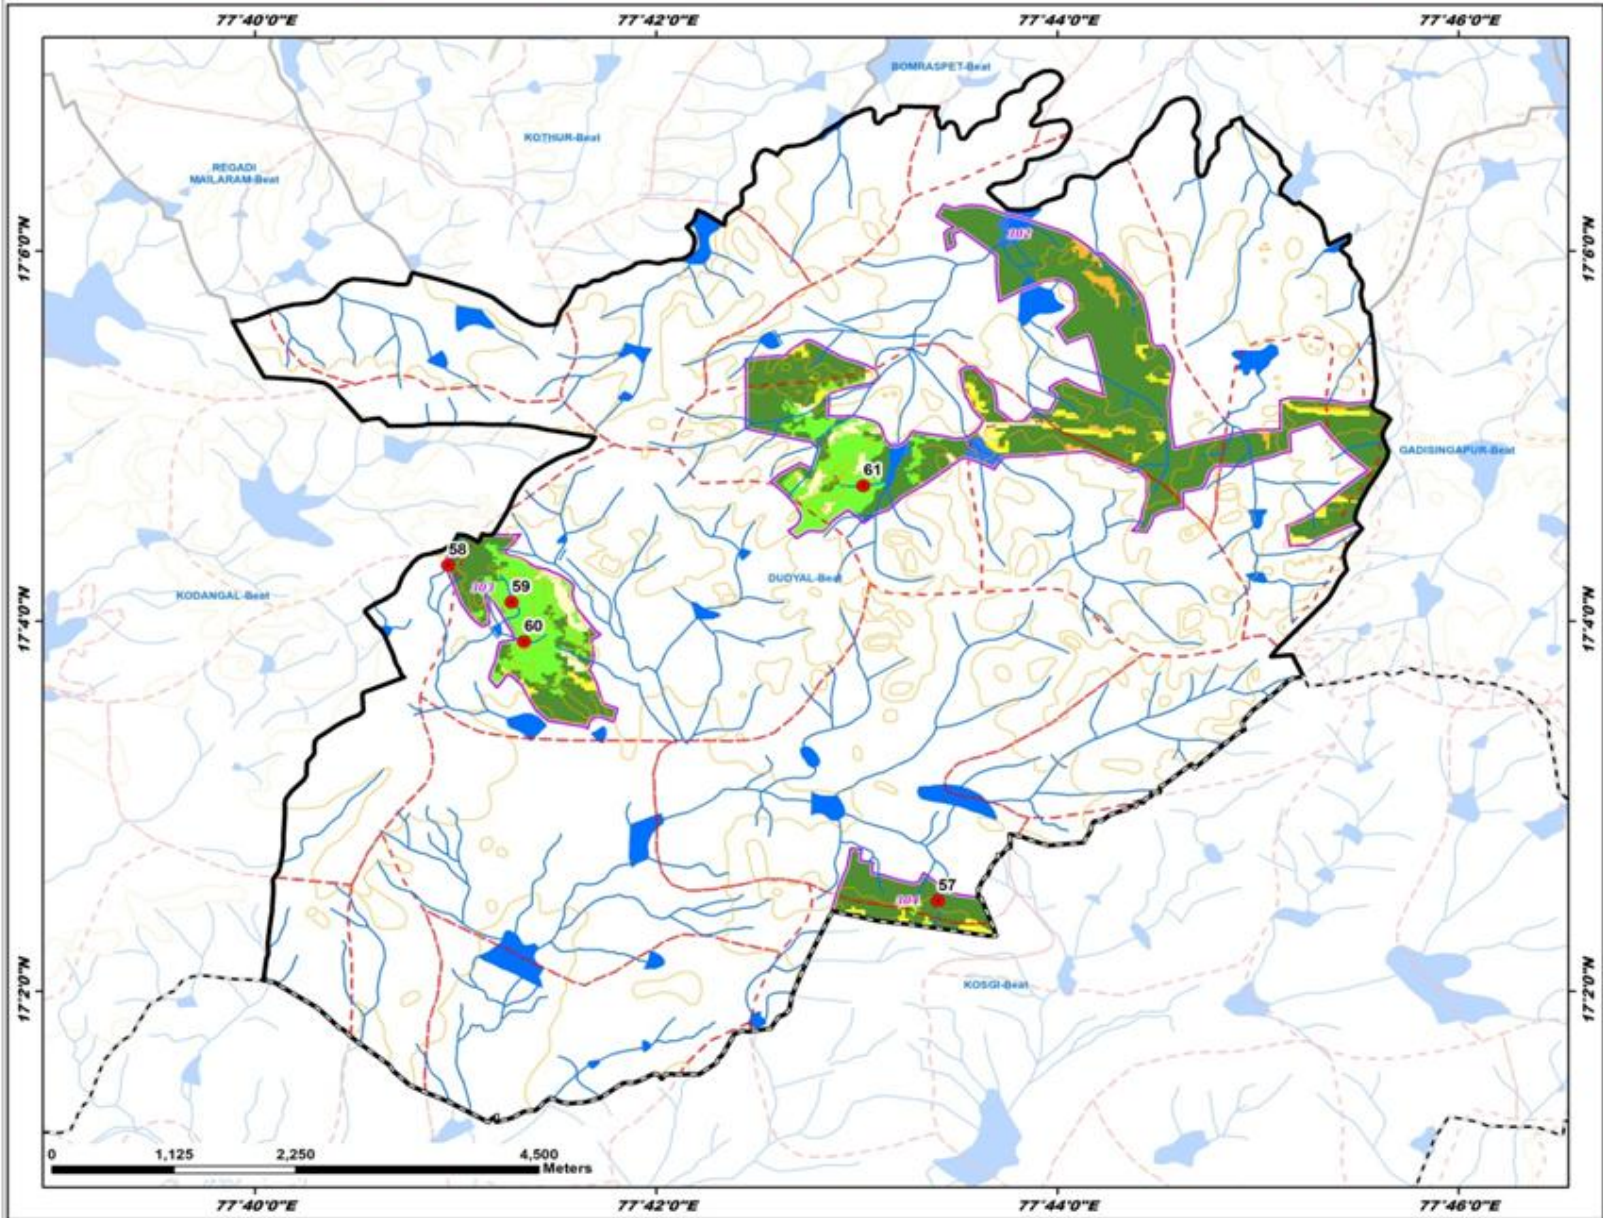 77°40'0"E
77°42'0"E
77°44'0"E
77°46'0"E
BOMRASPET-Beat
KOTHUR-Beat
REGADI
MAILARAM-Beat
17°6'0"N
302
17°6'0"N
GADISINGAPUR-Beat
61
58
DUDYAL-Beat
303
59
KODANGAL-Beat
17°4'0"N
60
17°4'0"N
57
304
KOSGI-Beat
17°2'0"N
17°2'0"N
0
1,125
2,250
4,500
Meters
77°40'0"E
77°42'0"E
77°44'0"E
77°46'0"E